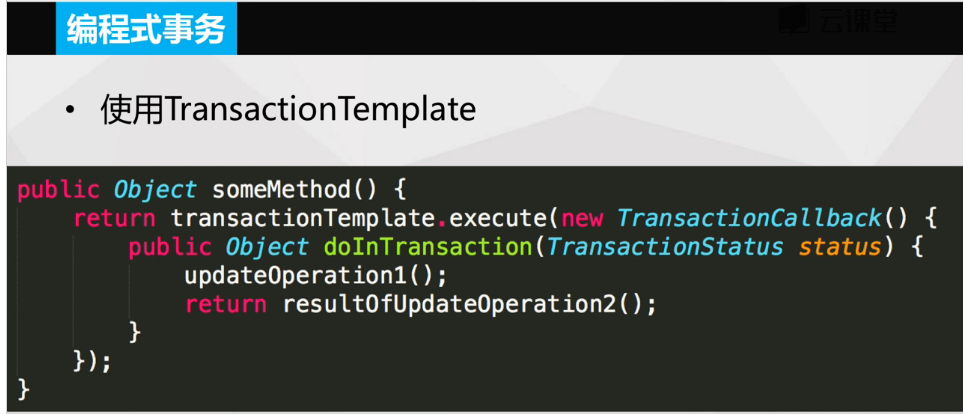 编程式事务
云课堂
• 使用TransactionTemplate
public Object someMethod() {
    return transactionTemplate.execute(new TransactionCallback() {
        public Object doInTransaction(TransactionStatus status) {
            updateOperation1();
            return resultOfUpdateOperation2();
        }
    });
}